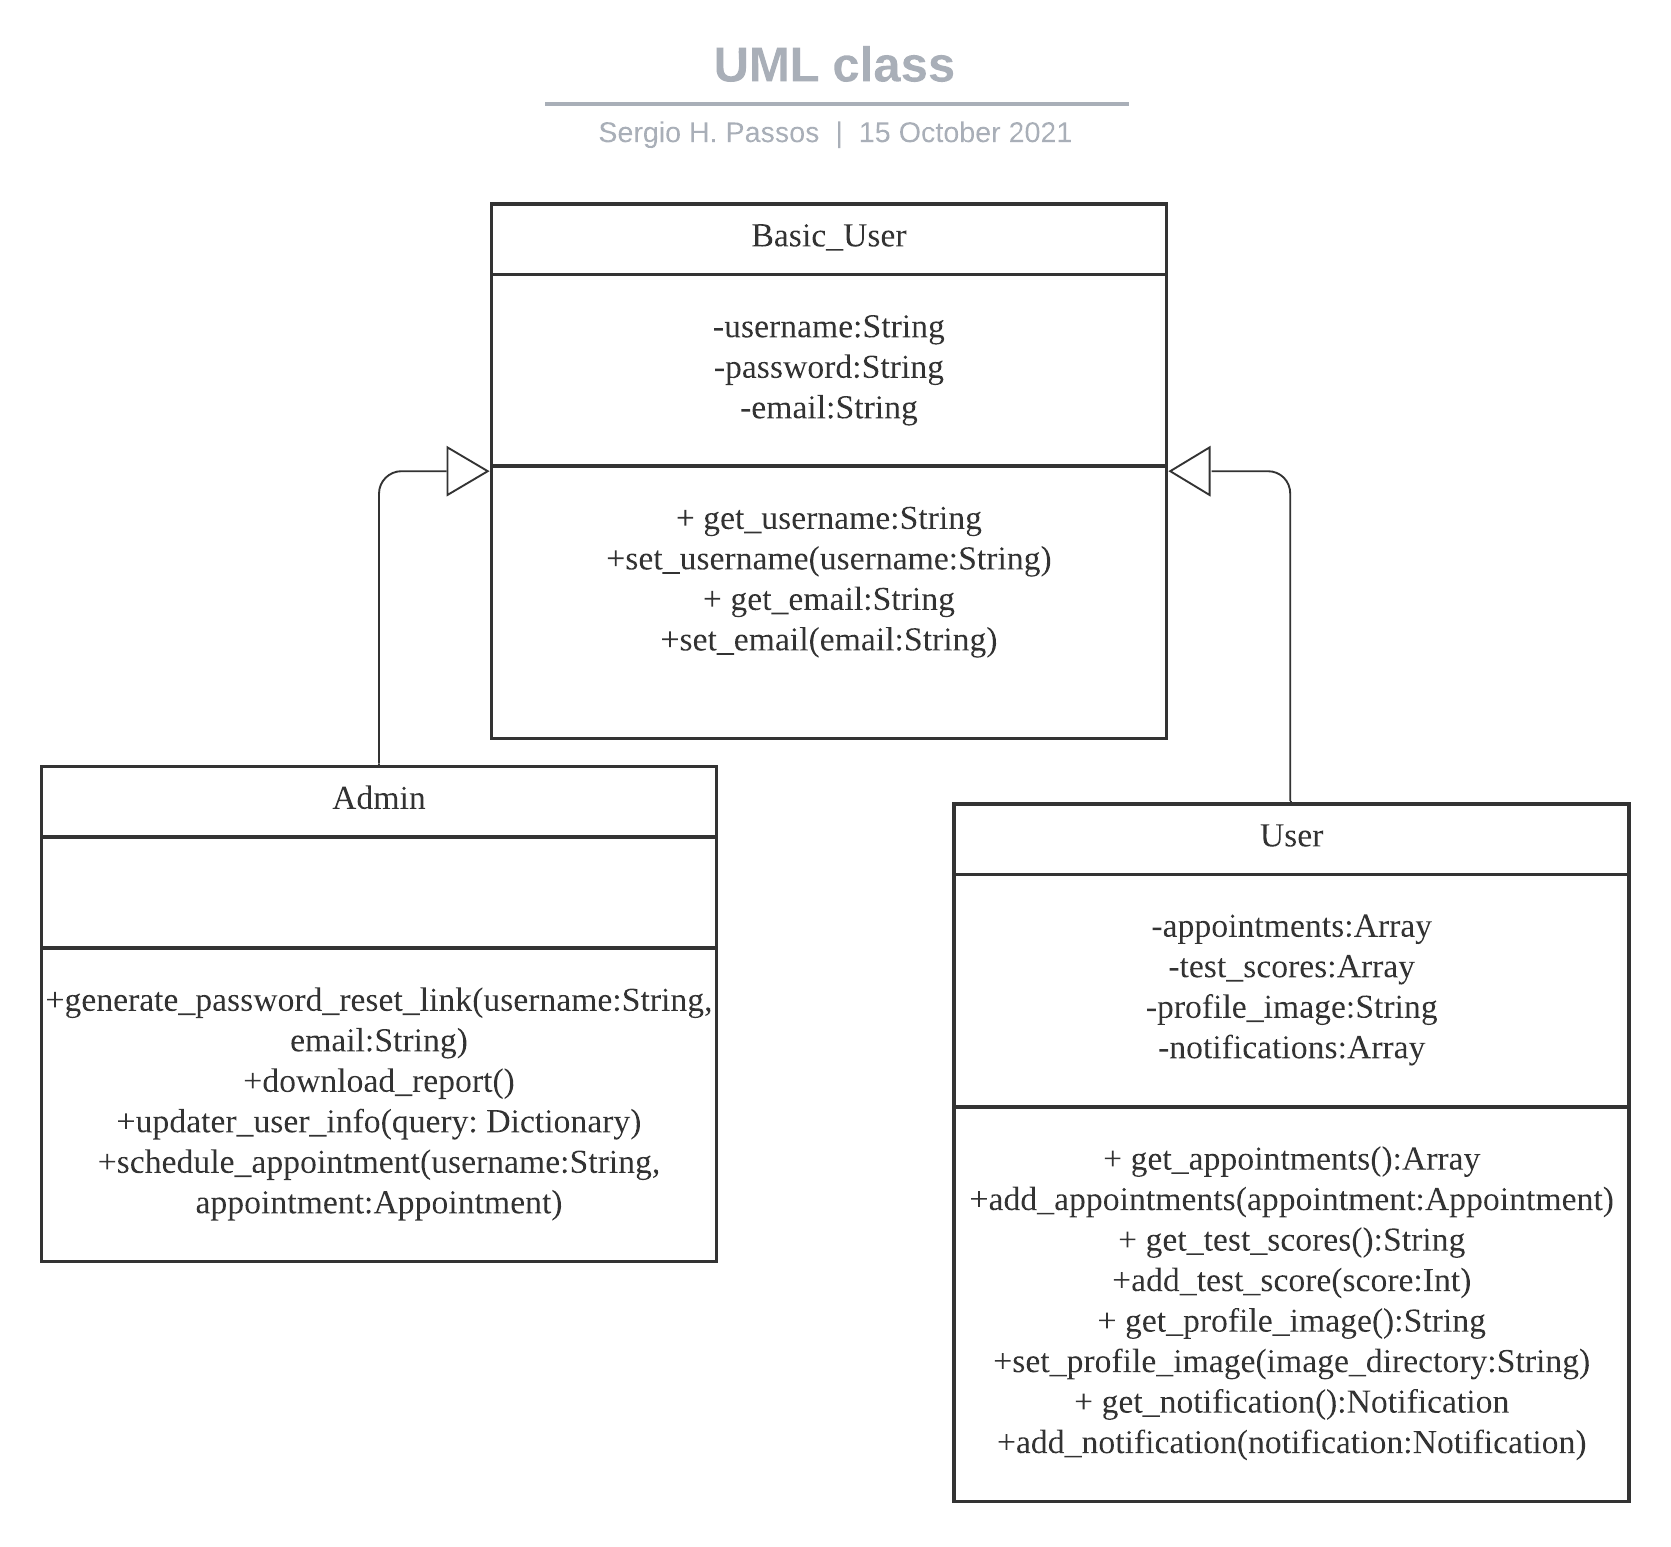 UML class
Sergio H. Passos | 15 October 2021
Basic_User
-username:String
-password:String
-email:String
+ get_username:String
+set_username(username:String)
+ get_email:String
+set_email(email:String)
Admin
+generate_password_reset_link(username:String,
email:String)
+download_report()
+updater_user_info(query: Dictionary)
+schedule_appointment(username:String,
appointment:Appointment)
User
-appointments:Array
-test_scores:Array
-profile_image:String
-notifications:Array
+ get_appointments():Array
+add_appointments(appointment:Appointment)
+ get_test_scores():String
+add_test_score(score:Int)
+ get_profile_image():String
+set_profile_image(image_directory:String)
+ get_notification():Notification
+add_notification(notification:Notification)